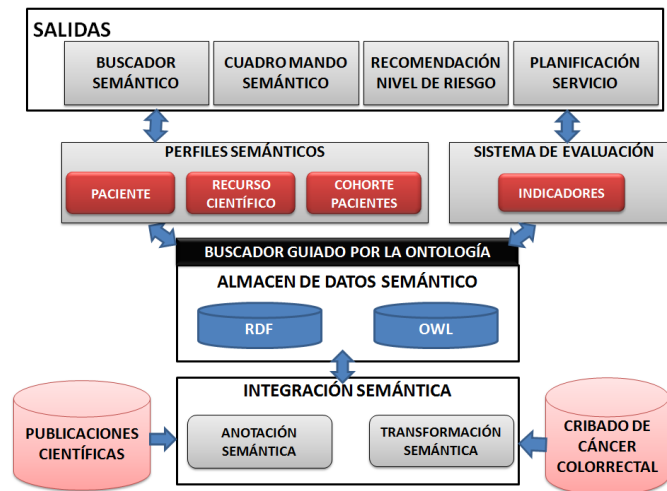 SALIDAS
BUSCADOR
SEMÁNTICO
CUADRO MANDO
SEMÁNTICO
RECOMENDACIÓN
NIVEL DE RIESGO
PLANIFICACIÓN
SERVICIO
PERFILES SEMÁNTICOS
PACIENTE
RECURSO
CIENTÍFICO
COHORTE
PACIENTES
SISTEMA DE EVALUACIÓN
INDICADORES
BUSCADOR GUIADO POR LA ONTOLOGÍA
ALMACEN DE DATOS SEMÁNTICO
RDF
OWL
INTEGRACIÓN SEMÁNTICA
PUBLICACIONES
CIENTÍFICAS
ANOTACIÓN
SEMÁNTICA
TRANSFORMACIÓN
SEMÁNTICA
CRIBADO DE
CÁNCER
COLORRECTAL